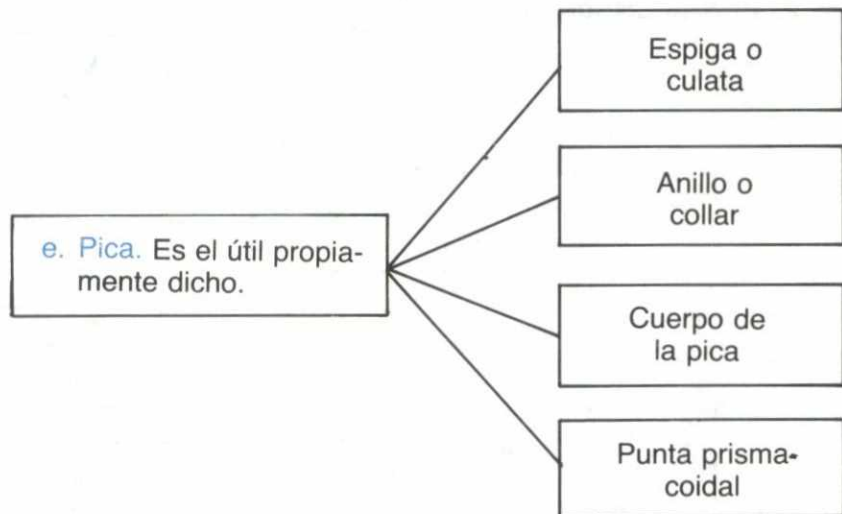 Espiga o
culata
Anillo o
collar
e. Pica. Es el útil propia-
mente dicho.
Cuerpo de
la pica
Punta prisma-
coidal